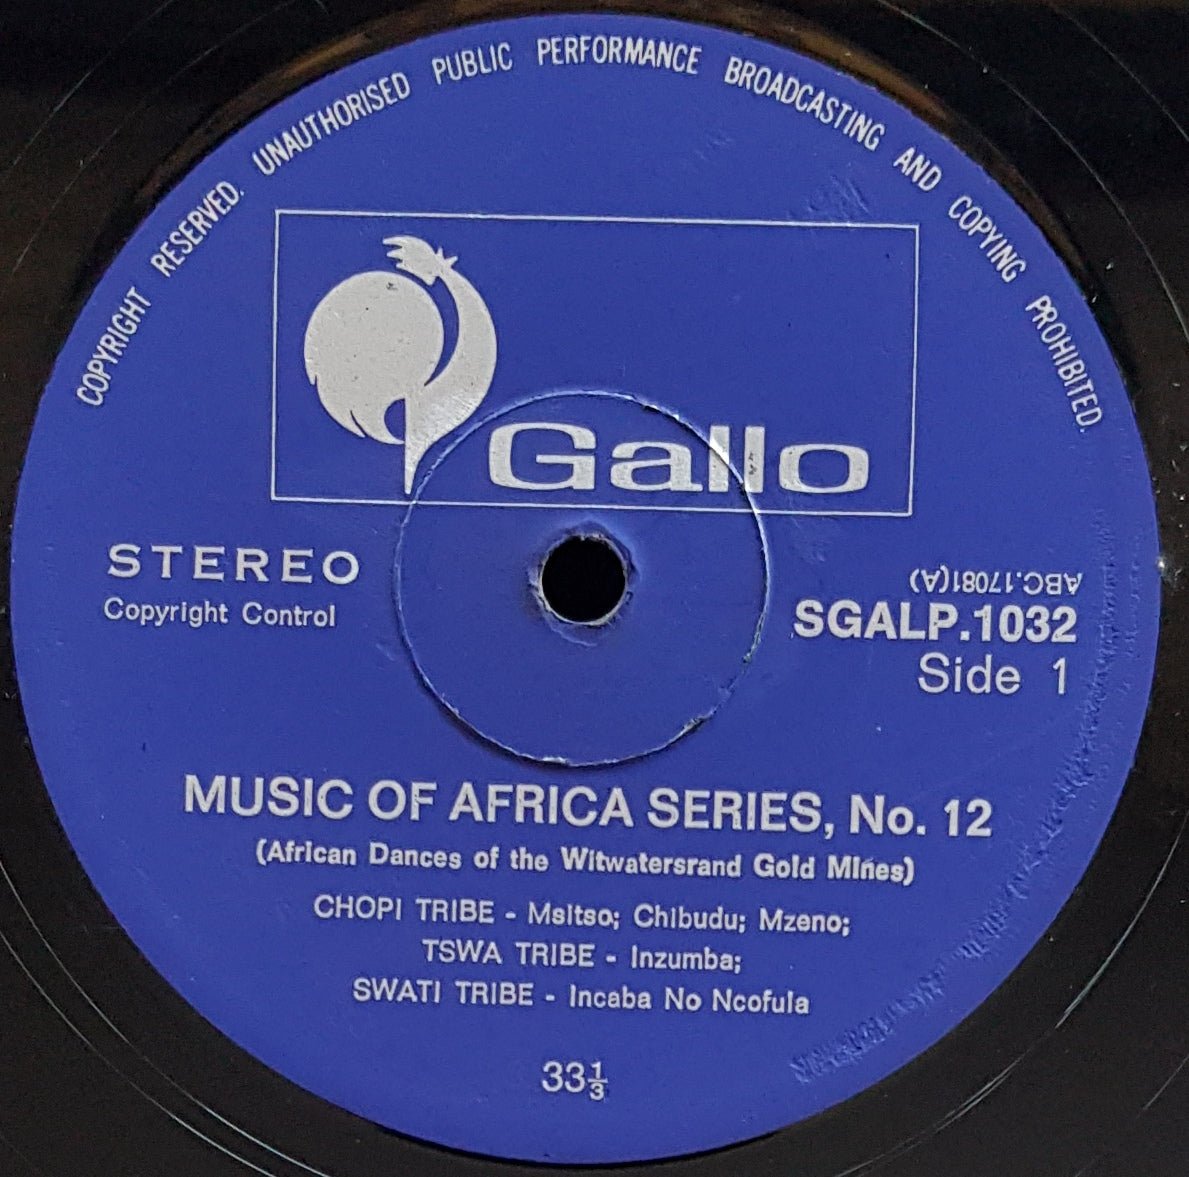 COPYRIGHT RESERVED. UNAUTHORISED PUBLIC PERFORMANCE BROADCASTING AND COPYING PROHIBITED.
Gallo
STEREO
Copyright Control
ABC.17081(A)
SGALP.1032
Side 1
MUSIC OF AFRICA SERIES, No. 12
(African Dances of the Witwatersrand Gold Mines)
CHOPI TRIBE - Msitso; Chibudu; Mzeno;
TSWA TRIBE - Inzumba;
SWATI TRIBE - Incaba No Ncofula
33⅓